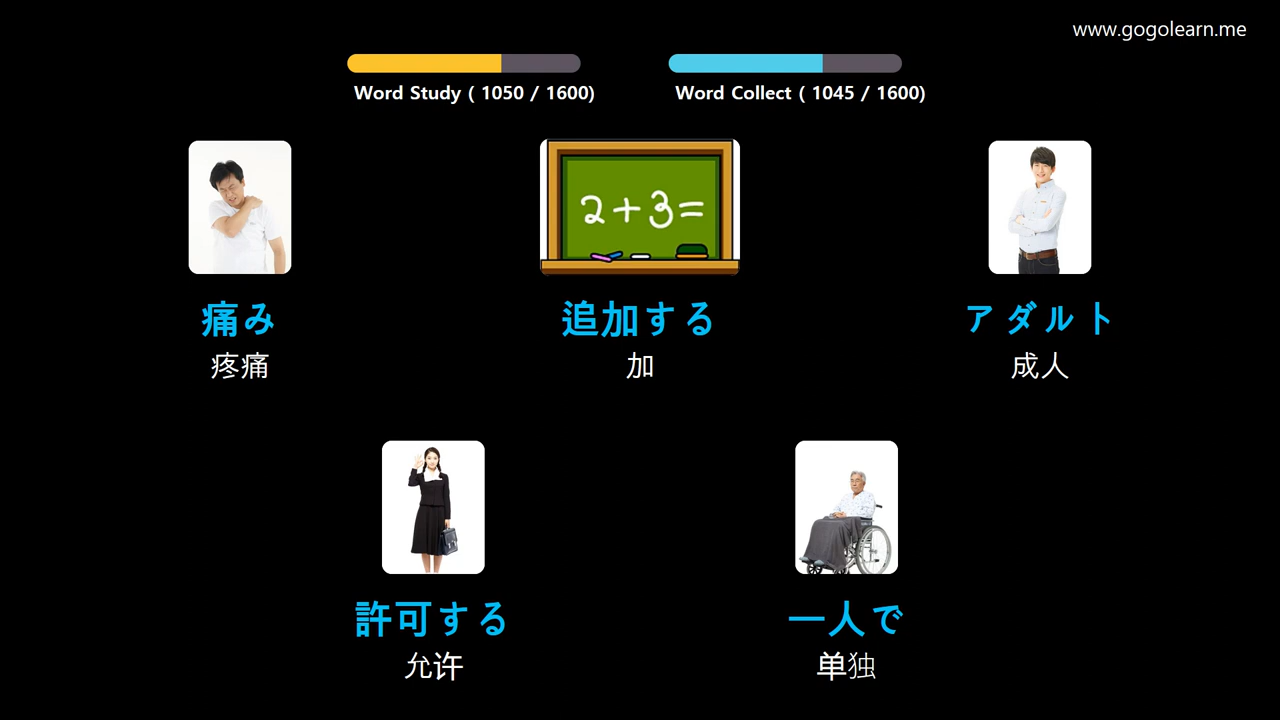 www.gogolearn.me
Word Study ( 1050 / 1600)
Word Collect ( 1045 / 1600)
2+3=
痛み
疼痛
追加する
加
アダルト
成人
許可する
允许
一人で
单独